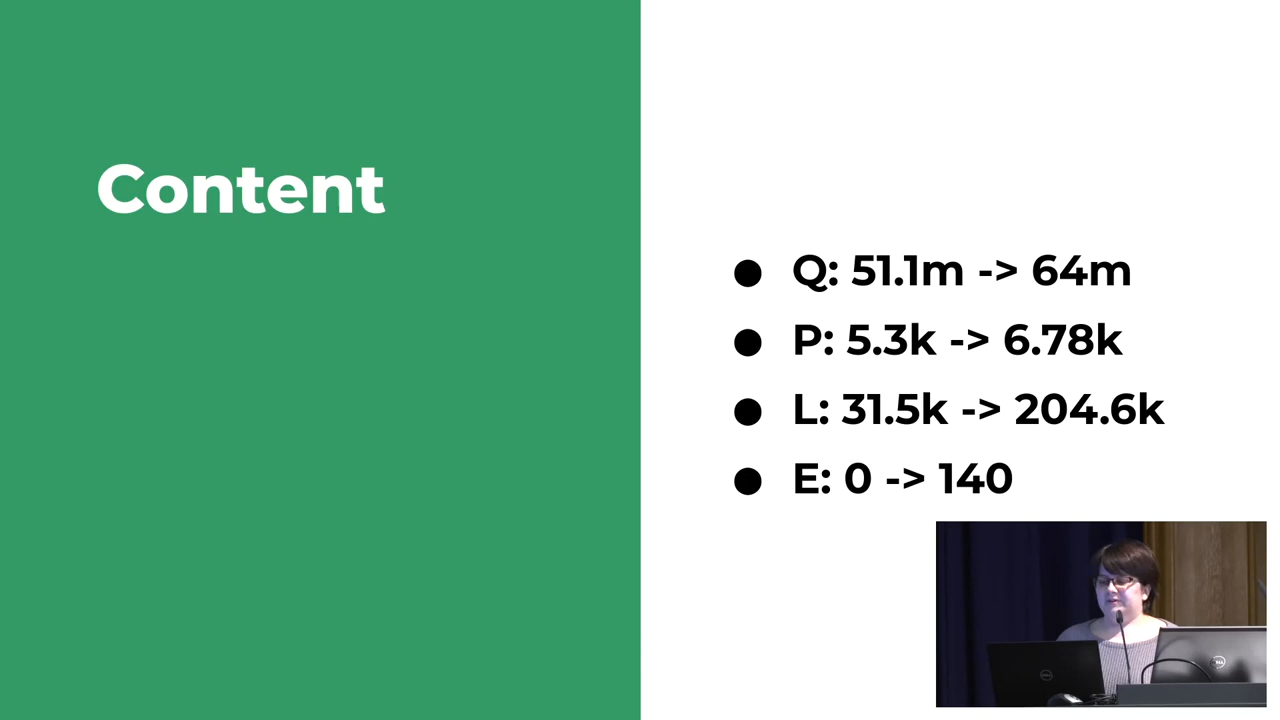 Content
● Q: 51.1m -> 64m
● P: 5.3k -> 6.78k
● L: 31.5k -> 204.6k
● E: 0 -> 140